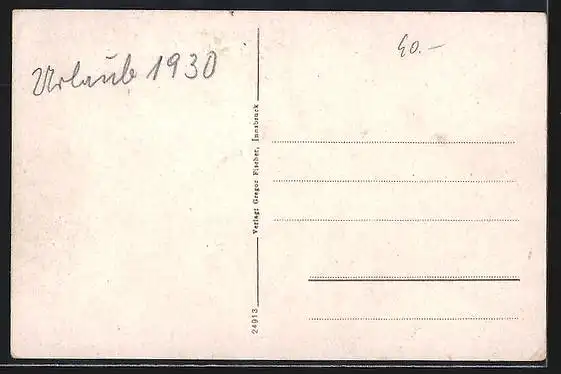 Urlaub 1930
40.-
Verlag: Gregor Fischer, Innsbruck
24913